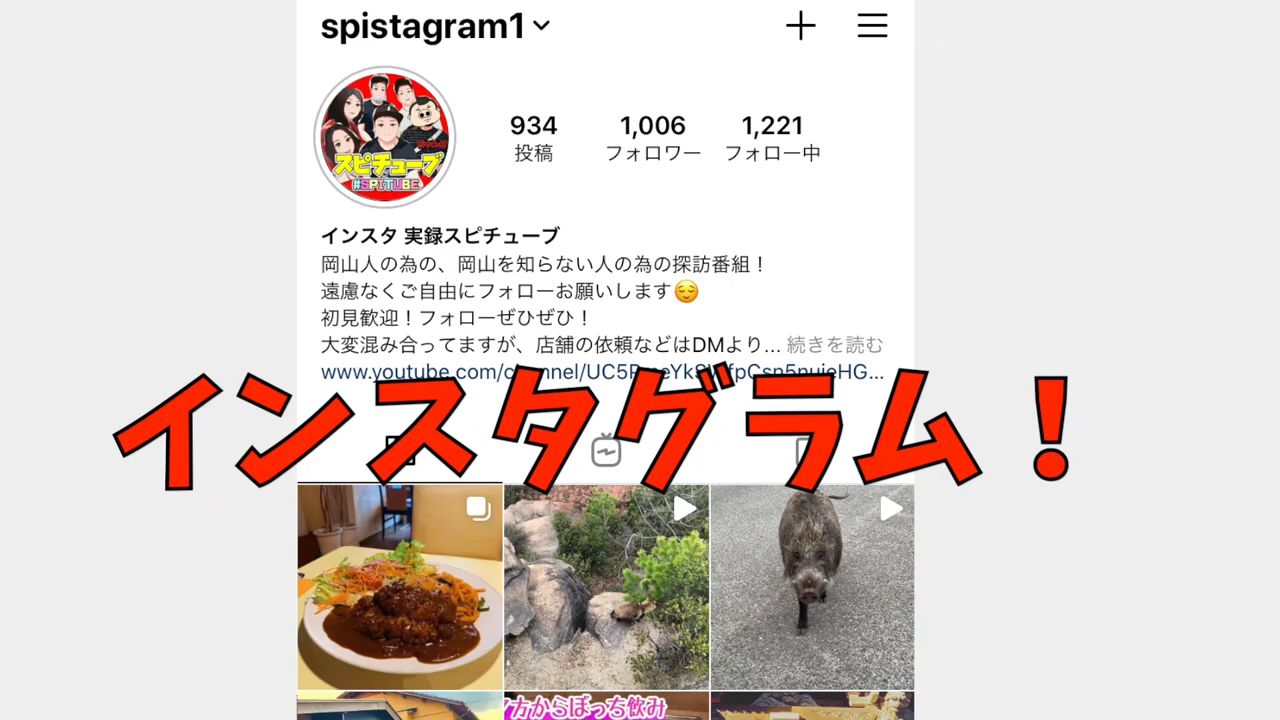 spistagram1
934
投稿
1,006
フォロワー
1,221
フォロー中
スピチューブ
#SPITUBE
インスタ 実録スピチューブ
岡山人の為の、岡山を知らない人の為の探訪番組！
遠慮なくご自由にフォローお願いします😌
初見歓迎！フォローぜひぜひ！
大変混み合ってますが、店舗の依頼などはDMより... 続きを読む
www.youtube.com/channel/
インスタグラム！
夕方からぼっち飲み